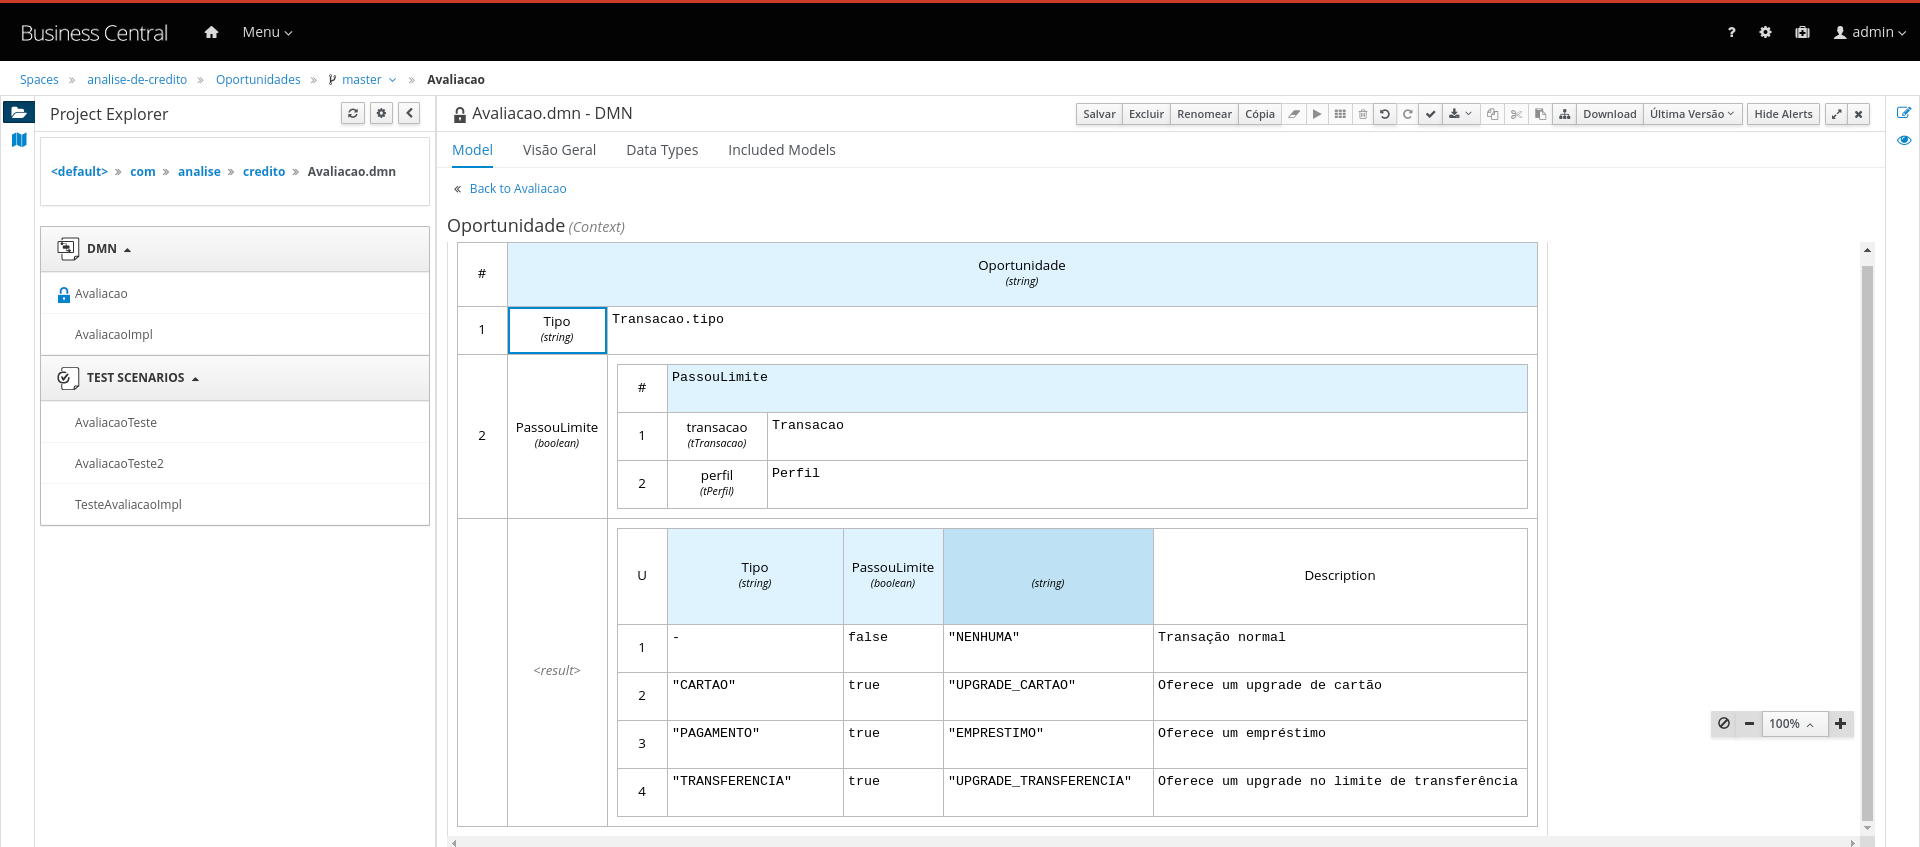 Business Central Menu ? admin
Spaces » analise-de-credito » Oportunidades » master » Avaliacao
Project Explorer
<default> » com » analise » credito » Avaliacao.dmn
DMN
Avaliacao
AvaliacaoImpl
TEST SCENARIOS
AvaliacaoTeste
AvaliacaoTeste2
TesteAvaliacaoImpl
Avaliacao.dmn - DMN
Salvar Excluir Renomear Cópia Download Última Versão Hide Alerts
Model Visão Geral Data Types Included Models
« Back to Avaliacao
Oportunidade (Context)
# Oportunidade
(string)
1 Tipo Transacao.tipo
(string)
2 PassouLimite
(boolean)
# PassouLimite
1 transacao Transacao
(tTransacao)
2 perfil Perfil
(tPerfil)
<result>
U Tipo PassouLimite Description
(string) (boolean) (string)
1 - false "NENHUMA" Transação normal
2 "CARTAO" true "UPGRADE_CARTAO" Oferece um upgrade de cartão
3 "PAGAMENTO" true "EMPRESTIMO" Oferece um empréstimo
4 "TRANSFERENCIA" true "UPGRADE_TRANSFERENCIA" Oferece um upgrade no limite de transferência
100%